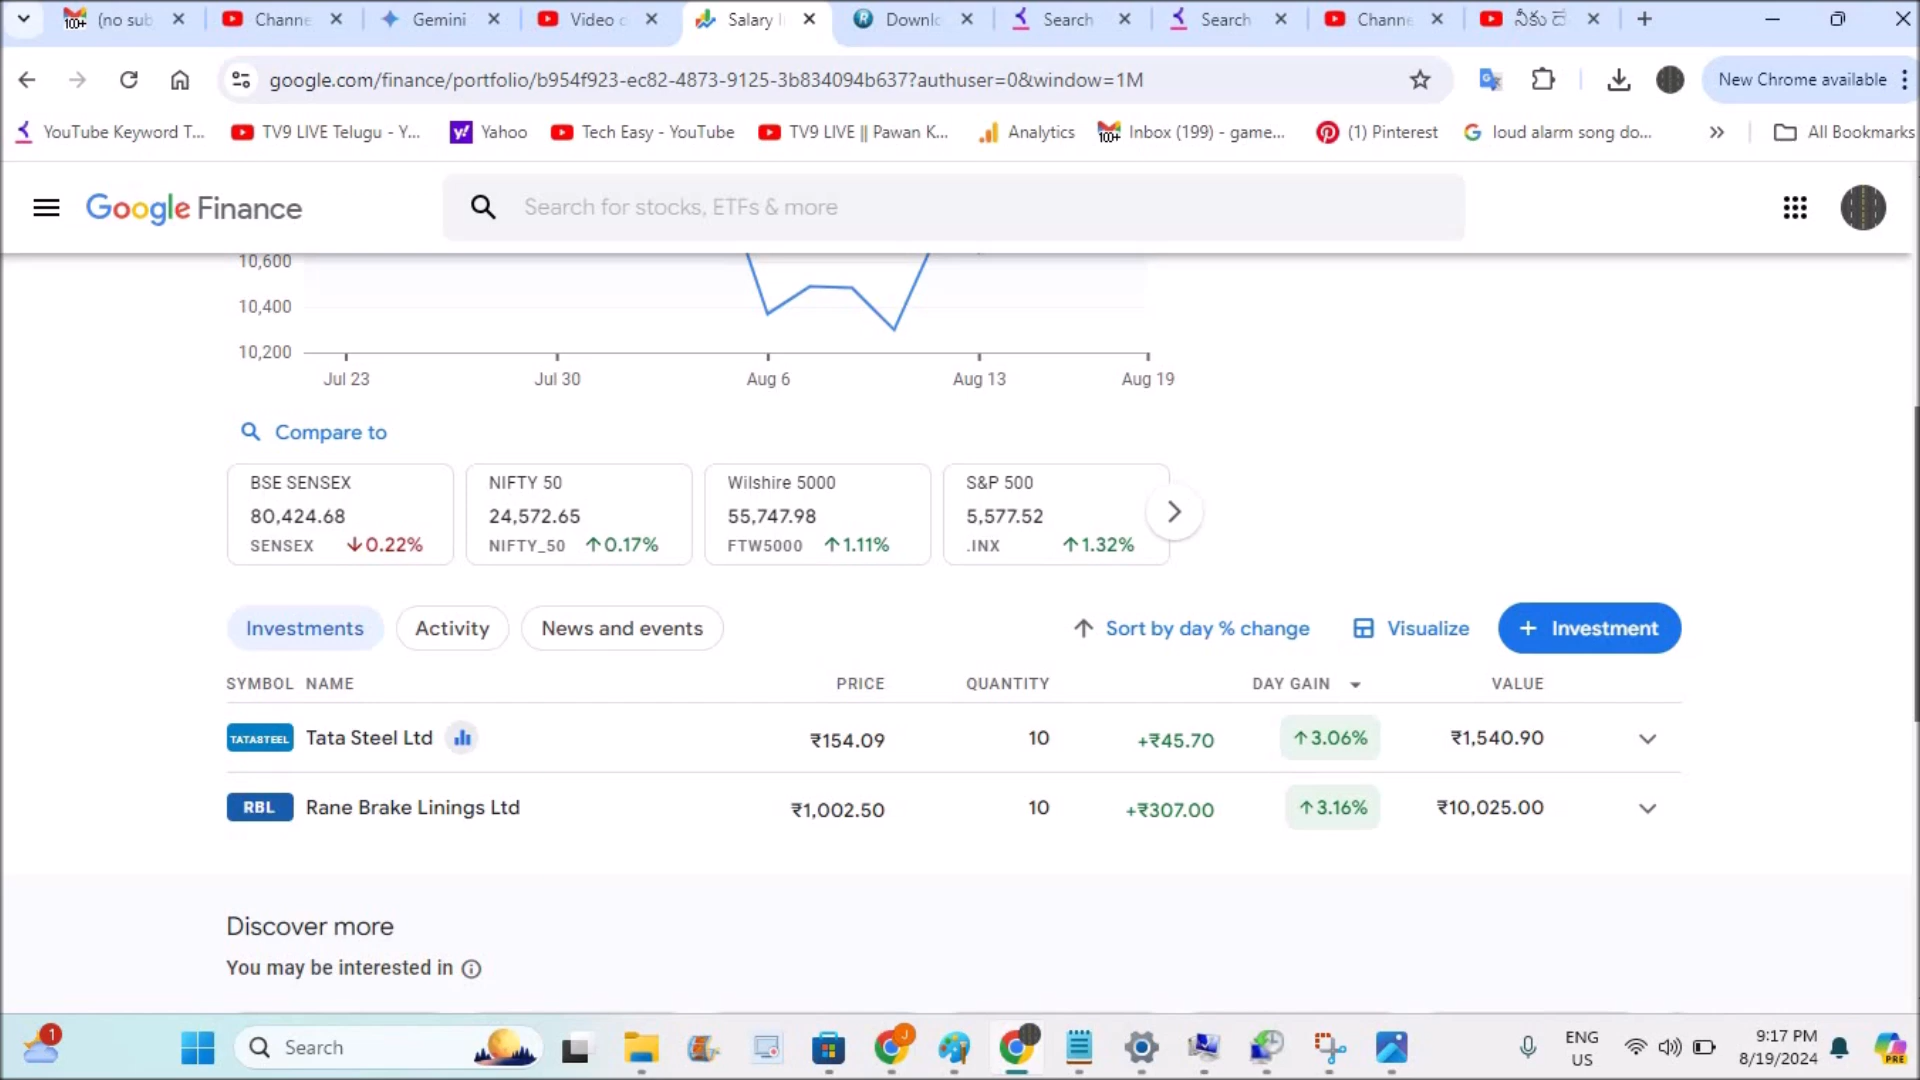 100+ (no sub
Channe
Gemini
Video c
Salary I
Downlo
Search
Search
Channe
నీకు దే
google.com/finance/portfolio/b954f923-ec82-4873-9125-3b834094b637?authuser=0&window=1M
New Chrome available
YouTube Keyword T...
TV9 LIVE Telugu - Y...
Yahoo
Tech Easy - YouTube
TV9 LIVE || Pawan K...
Analytics
100+ Inbox (199) - game...
(1) Pinterest
loud alarm song do...
All Bookmarks
Google Finance
Search for stocks, ETFs & more
10,600
10,400
10,200
Jul 23 Jul 30 Aug 6 Aug 13 Aug 19
Compare to
BSE SENSEX NIFTY 50 Wilshire 5000 S&P 500
80,424.68 24,572.65 55,747.98 5,577.52
SENSEX ↓0.22% NIFTY_50 ↑0.17% FTW5000 ↑1.11% .INX ↑1.32%
Investments Activity News and events Sort by day % change Visualize + Investment
SYMBOL NAME PRICE QUANTITY DAY GAIN VALUE
TATASTEEL Tata Steel Ltd ₹154.09 10 +₹45.70 ↑3.06% ₹1,540.90
RBL Rane Brake Linings Ltd ₹1,002.50 10 +₹307.00 ↑3.16% ₹10,025.00
Discover more
You may be interested in
1
Search
ENG
US
9:17 PM
8/19/2024
PRE